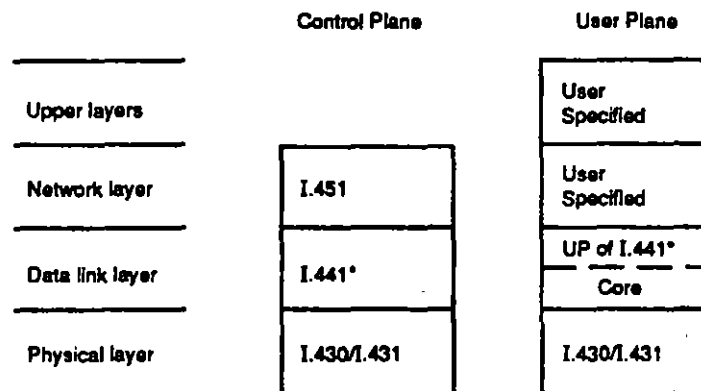 Control Plane
User Plane
Upper layers
User
Specified
Network layer
I.451
User
Specified
Data link layer
I.441*
UP of I.441*
Core
Physical layer
I.430/I.431
I.430/I.431